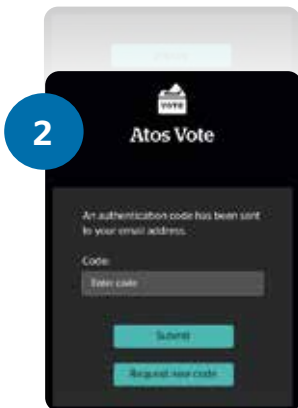 2
VOTE
Atos Vote
An authentication code has been sent
to your email address.
Code:
Enter code
Submit
Request new code